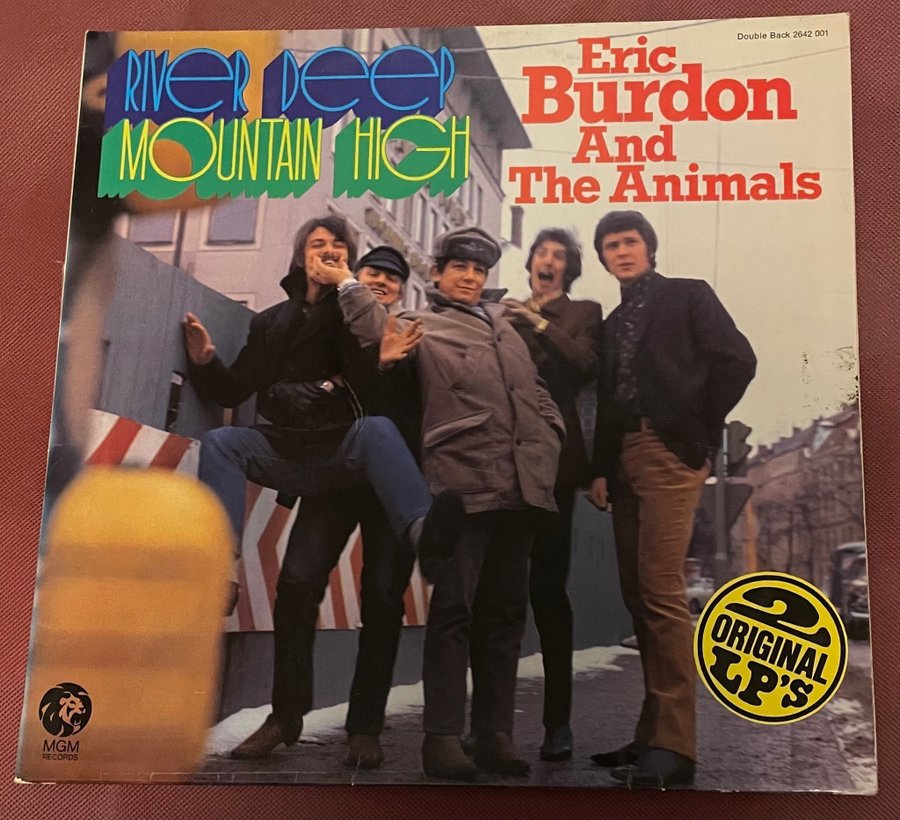 Double Back 2642 001
RIVER DEEP
MOUNTAIN HIGH
Eric
Burdon
And
The Animals
2
ORIGINAL
LP'S
MGM
RECORDS